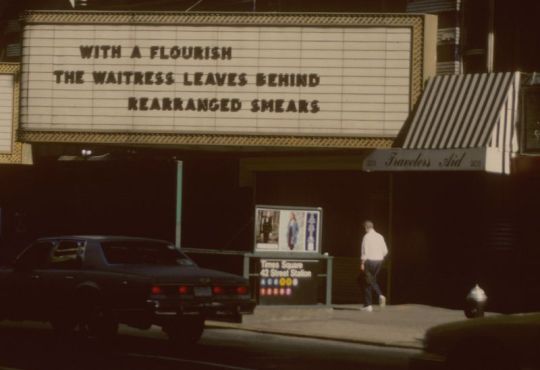 WITH A FLOURISH
THE WAITRESS LEAVES BEHIND
REARRANGED SMEARS
Travelers Aid
Times Square
42 Street Station